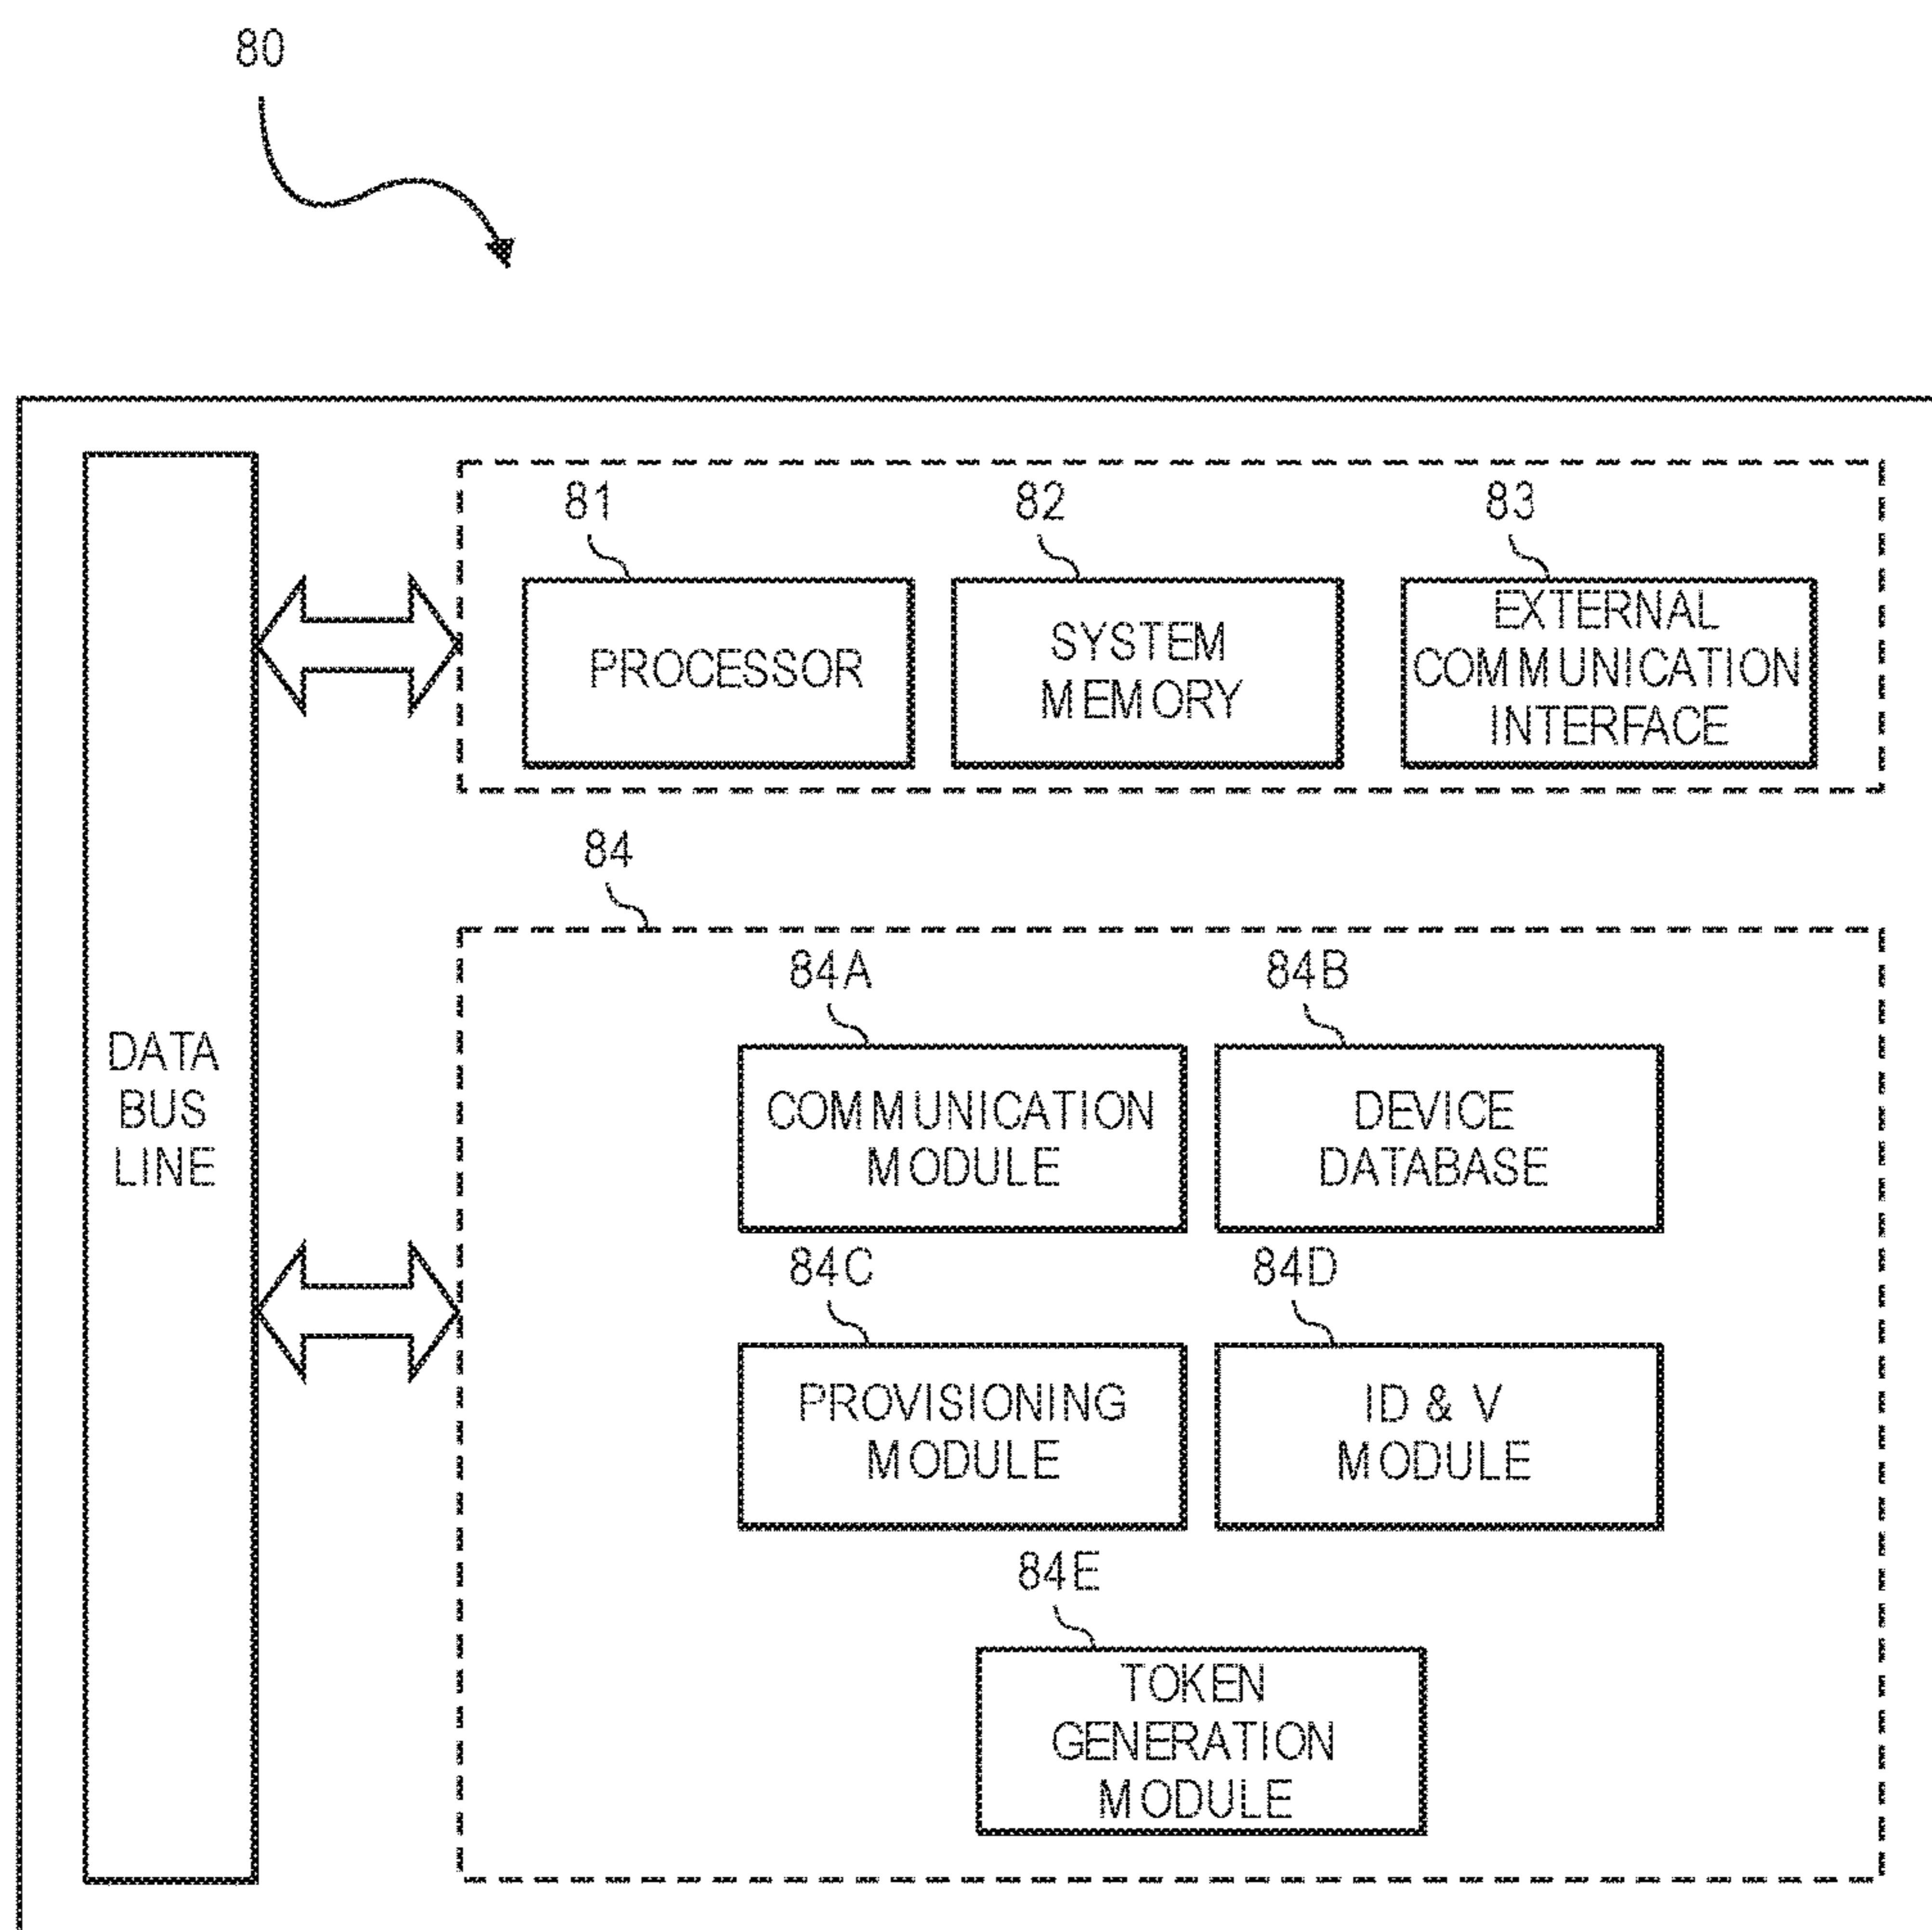 80
81
82
83
PROCESSOR
SYSTEM
MEMORY
EXTERNAL
COMMUNICATION
INTERFACE
DATA
BUS
LINE
84
84A
84B
COMMUNICATION
MODULE
DEVICE
DATABASE
84C
84D
PROVISIONING
MODULE
ID & V
MODULE
84E
TOKEN
GENERATION
MODULE